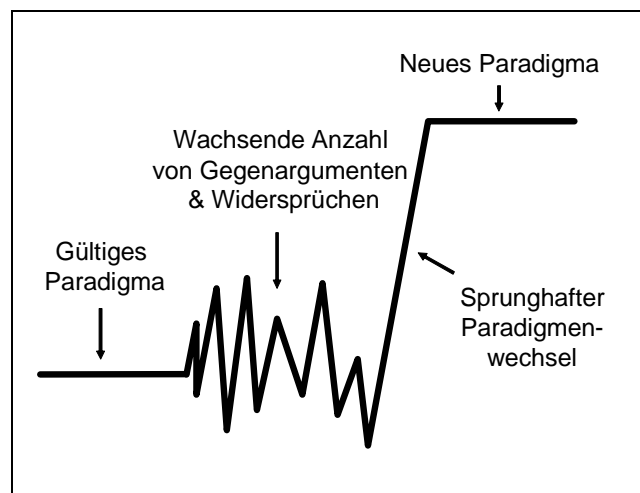 Neues Paradigma
Wachsende Anzahl
von Gegenargumenten
& Widersprüchen
Gültiges
Paradigma
Sprunghafter
Paradigmen-
wechsel